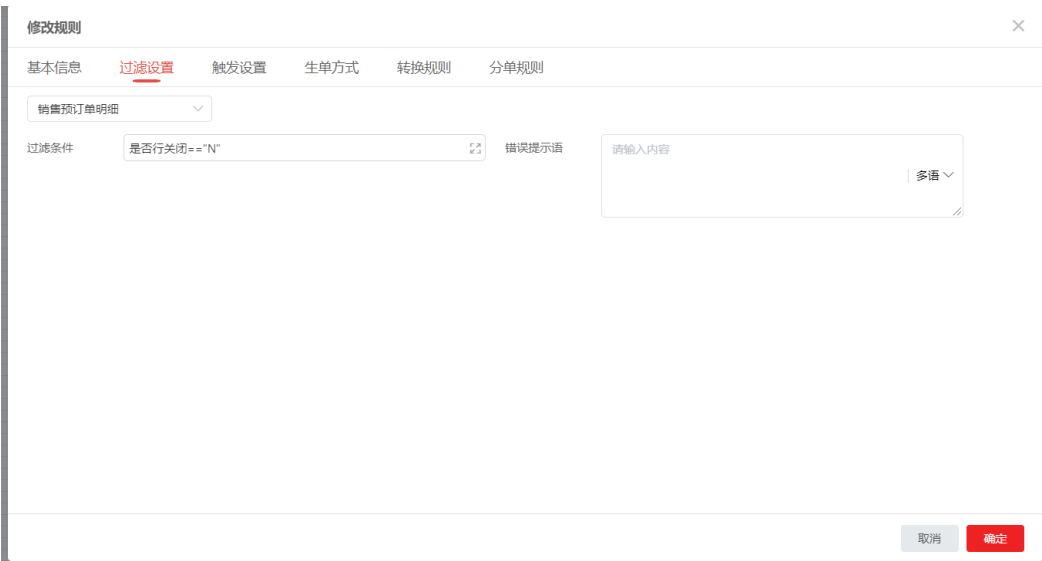 修改规则
基本信息 过滤设置 触发设置 生单方式 转换规则 分单规则
销售预订单明细
过滤条件 是否行关闭=="N" 错误提示语 请输入内容
多语
取消 确定